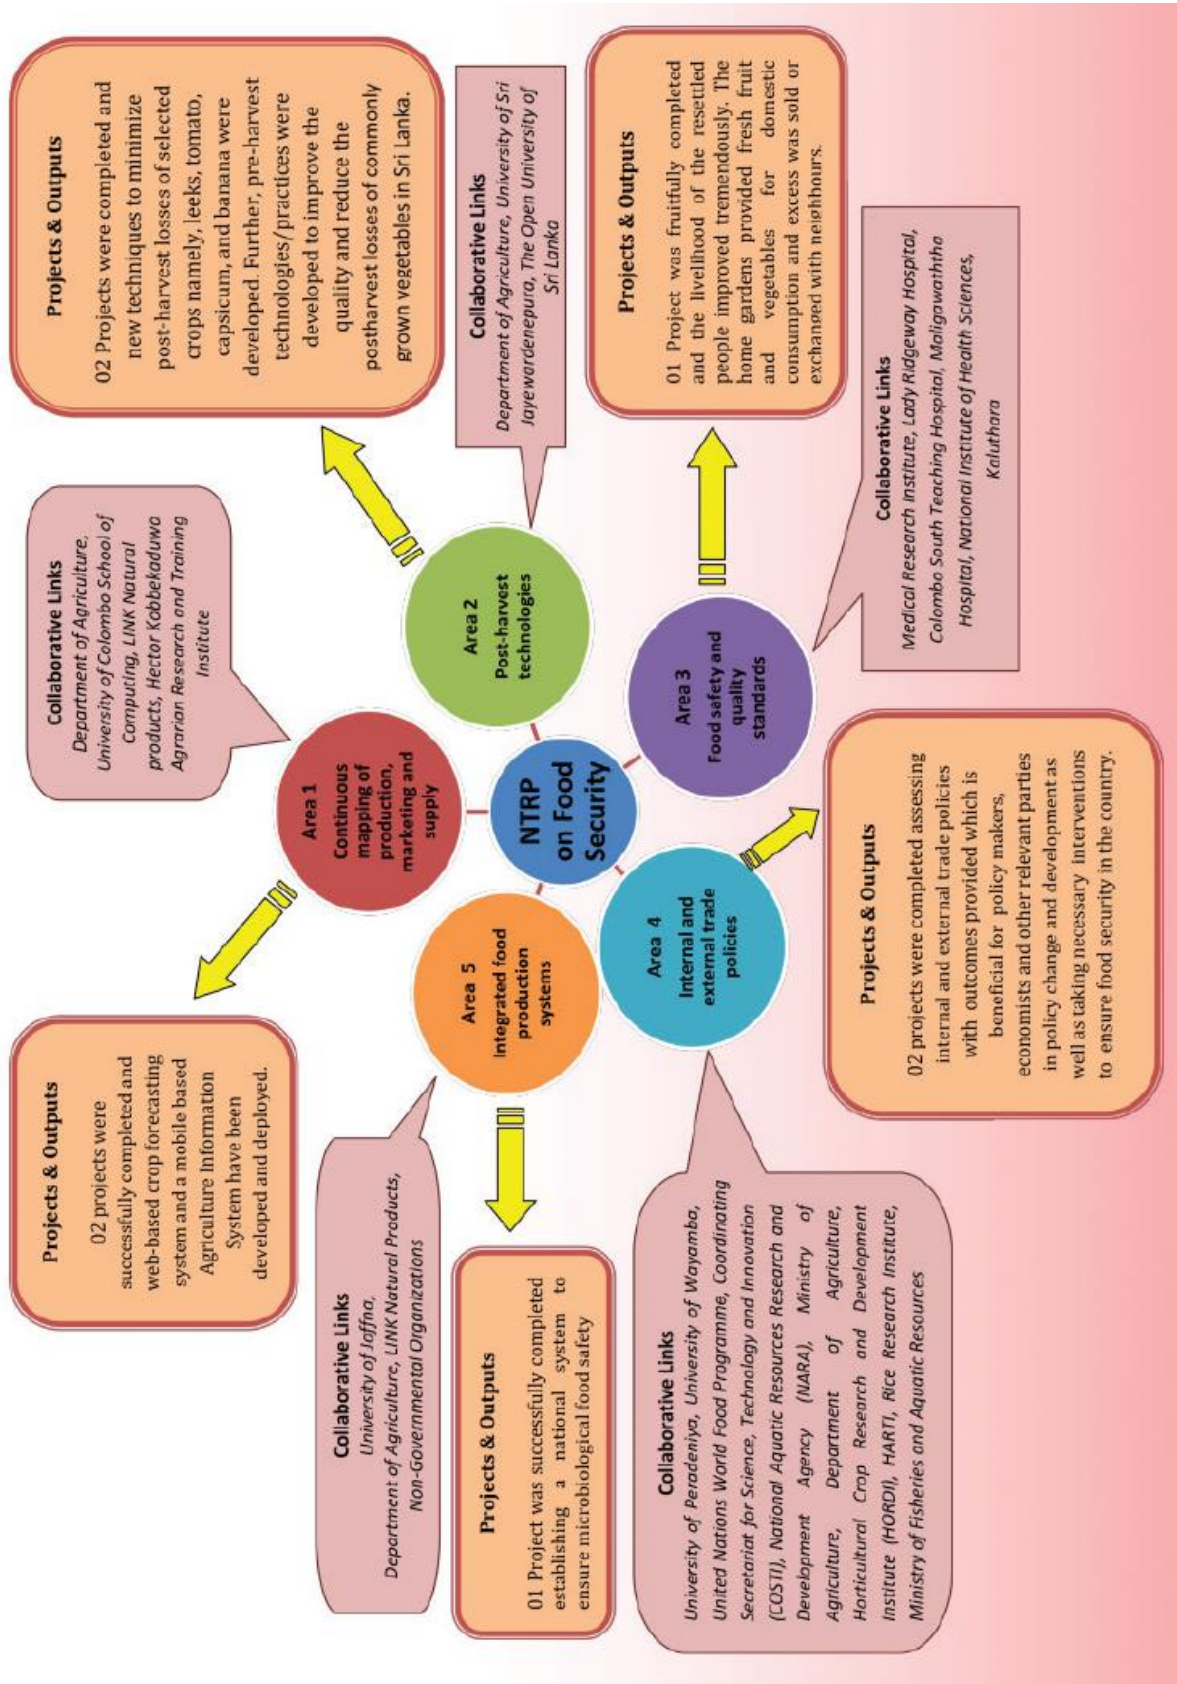 NTRP
on Food
Security
Area 1
Continuous
mapping of
production,
marketing and
supply
Collaborative Links
Department of Agriculture,
University of Colombo School of
Computing, LINK Natural
products, Hector Kobbekaduwa
Agrarian Research and Training
Institute
Projects & Outputs
02 projects were
successfully completed and
web-based crop forecasting
system and a mobile based
Agriculture Information
System have been
developed and deployed.
Area 2
Post-harvest
technologies
Projects & Outputs
02 Projects were completed and
new techniques to minimize
post-harvest losses of selected
crops namely, leeks, tomato,
capsicum, and banana were
developed. Further, pre-harvest
technologies/practices were
developed to improve the
quality and reduce the
postharvest losses of commonly
grown vegetables in Sri Lanka.
Collaborative Links
Department of Agriculture, University of Sri
Jayewardenepura, The Open University of
Sri Lanka
Area 3
Food safety and
quality
standards
Projects & Outputs
01 Project was fruitfully completed
and the livelihood of the resettled
people improved tremendously. The
home gardens provided fresh fruit
and vegetables for domestic
consumption and excess was sold or
exchanged with neighbours.
Collaborative Links
Medical Research Institute, Lady Ridgeway Hospital,
Colombo South Teaching Hospital, Maligawaththa
Hospital, National Institute of Health Sciences,
Kaluthara
Area 4
Internal and
external trade
policies
Projects & Outputs
02 projects were completed assessing
internal and external trade policies
with outcomes provided which is
beneficial for policy makers,
economists and other relevant parties
in policy change and developments as
well as taking necessary interventions
to ensure food security in the country.
Collaborative Links
University of Peradeniya, University of Wayamba,
United Nations World Food Programme, Coordinating
Secretariat for Science, Technology and Innovation
(COSTI), National Aquatic Resources Research and
Development Agency (NARA), Ministry of
Agriculture, Department of Agriculture,
Horticultural Crop Research and Development
Institute (HORDI), HARTI, Rice Research Institute,
Ministry of Fisheries and Aquatic Resources
Area 5
Integrated food
production
systems
Collaborative Links
University of Jaffna,
Department of Agriculture, LINK Natural Products,
Non-Governmental Organizations
Projects & Outputs
01 Project was successfully completed
establishing a national system to
ensure microbiological food safety